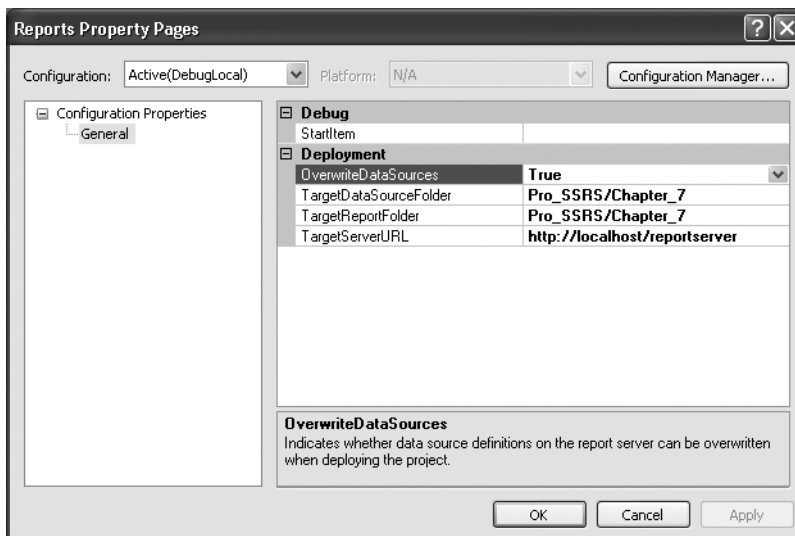 Reports Property Pages
Configuration: Active(DebugLocal) Platform: N/A Configuration Manager...
Configuration Properties
General
Debug
StartItem
Deployment
OverwriteDataSources True
TargetDataSourceFolder Pro_SSRS/Chapter_7
TargetReportFolder Pro_SSRS/Chapter_7
TargetServerURL http://localhost/reportserver
OverwriteDataSources
Indicates whether data source definitions on the report server can be overwritten
when deploying the project.
OK Cancel Apply